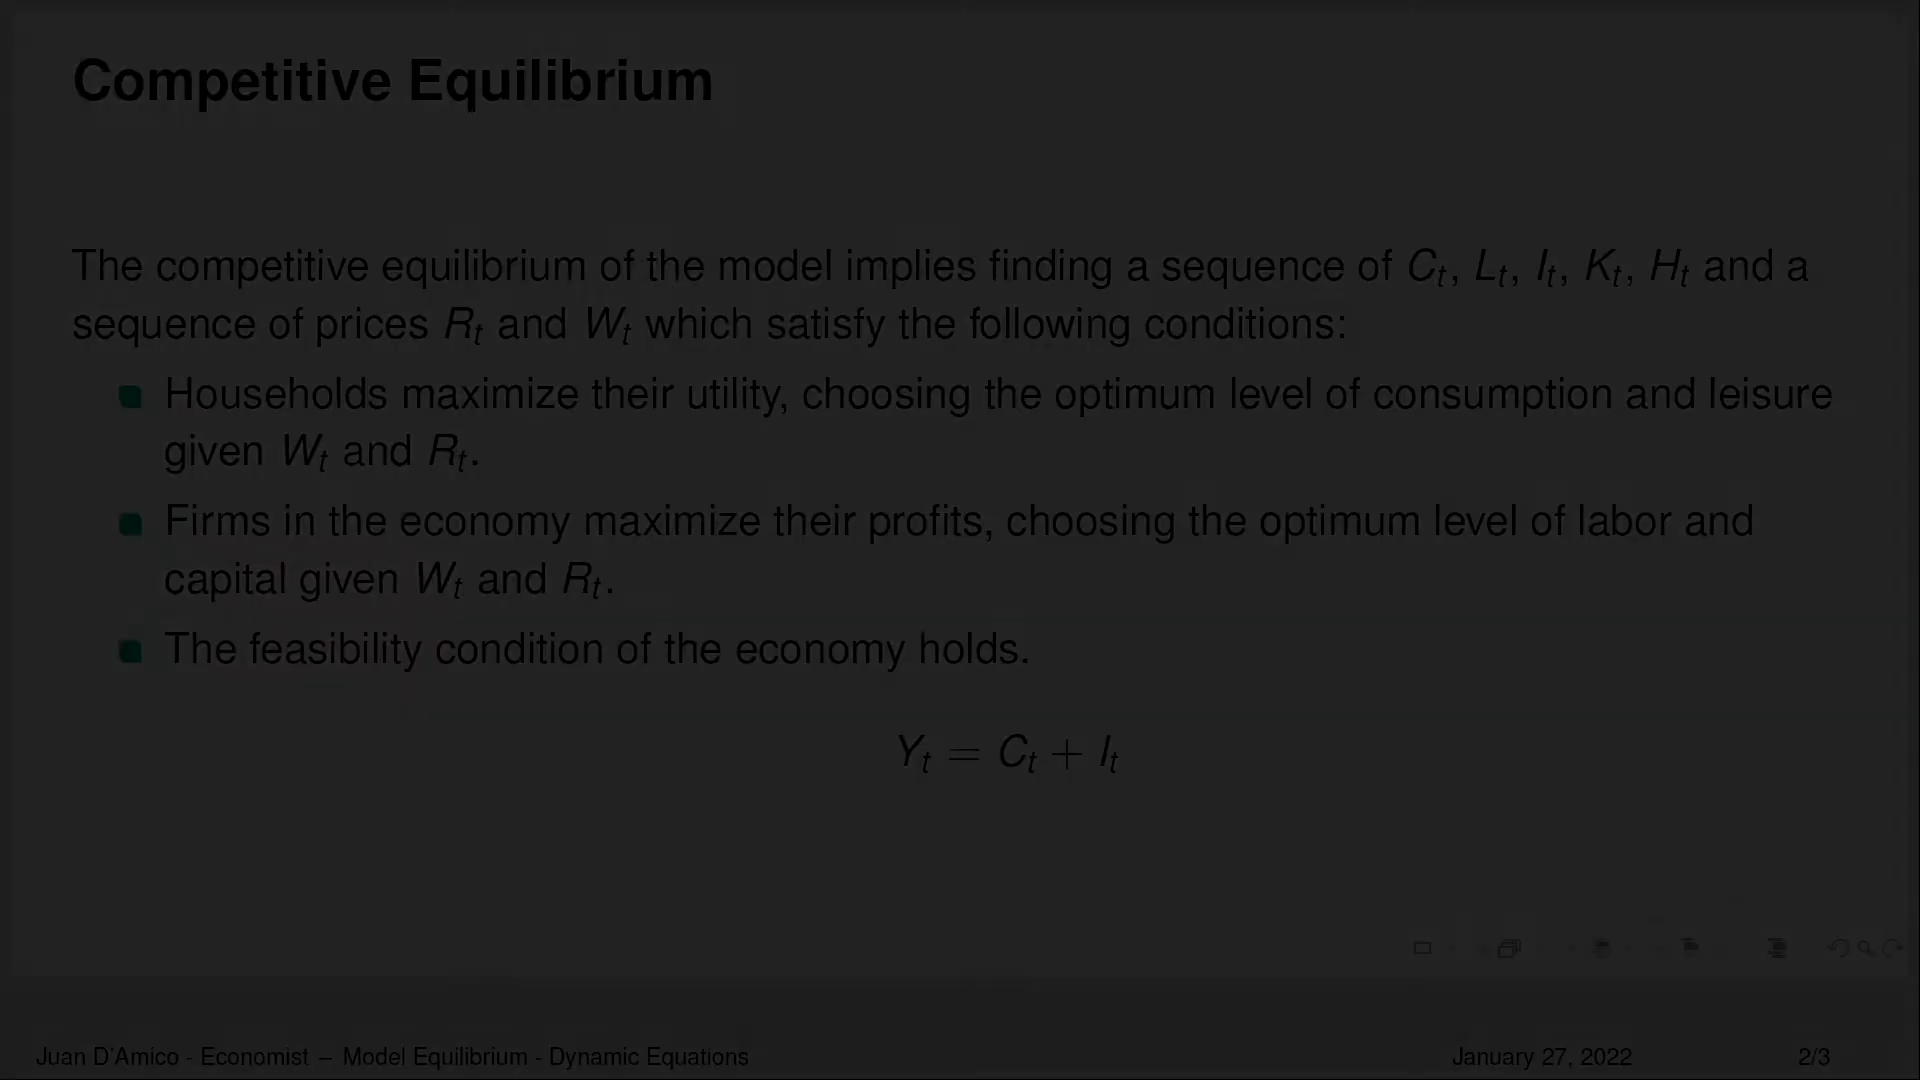 Competitive Equilibrium
The competitive equilibrium of the model implies finding a sequence of Cₜ, Lₜ, Iₜ, Kₜ, Hₜ and a
sequence of prices Rₜ and Wₜ which satisfy the following conditions:
Households maximize their utility, choosing the optimum level of consumption and leisure
given Wₜ and Rₜ.
Firms in the economy maximize their profits, choosing the optimum level of labor and
capital given Wₜ and Rₜ.
The feasibility condition of the economy holds.
Yₜ = Cₜ + Iₜ
Juan D'Amico - Economist – Model Equilibrium - Dynamic Equations January 27, 2022 2/3